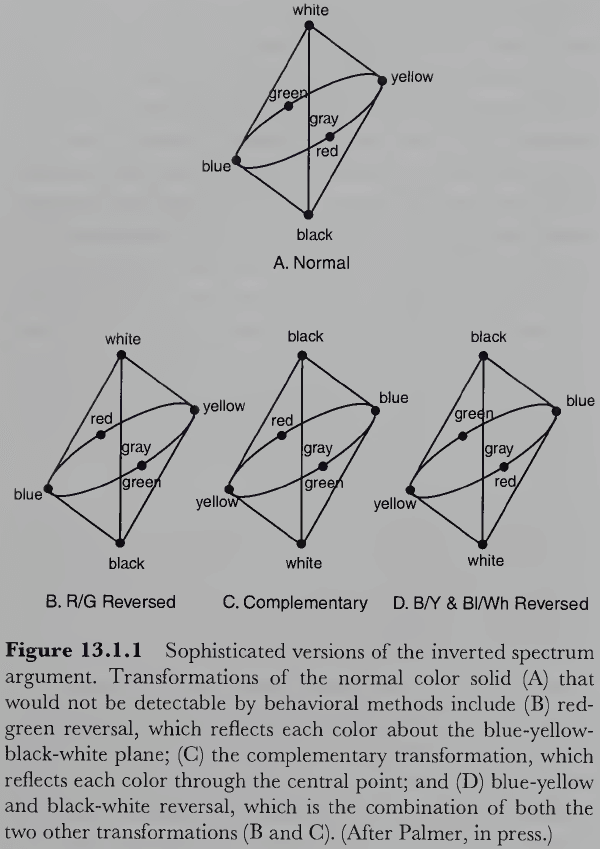 white
yellow
green
gray
red
blue
black
A. Normal
white
yellow
red
gray
green
blue
black
B. R/G Reversed
black
blue
red
gray
green
yellow
white
C. Complementary
black
blue
green
gray
red
yellow
white
D. B/Y & Bl/Wh Reversed
Figure 13.1.1 Sophisticated versions of the inverted spectrum
argument. Transformations of the normal color solid (A) that
would not be detectable by behavioral methods include (B) red-
green reversal, which reflects each color about the blue-yellow-
black-white plane; (C) the complementary transformation, which
reflects each color through the central point; and (D) blue-yellow
and black-white reversal, which is the combination of both the
two other transformations (B and C). (After Palmer, in press.)